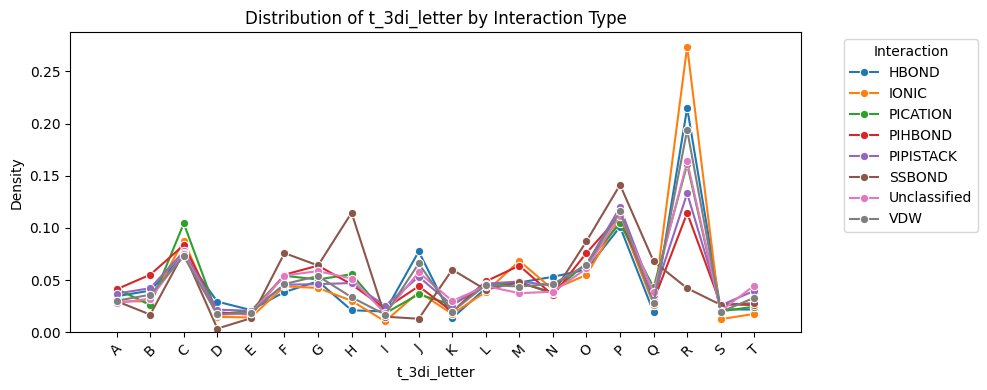 Distribution of t_3di_letter by Interaction Type
Density
0.25
0.20
0.15
0.10
0.05
0.00
A B C D E F G H I J K L M N O P Q R S T
t_3di_letter
Interaction
HBOND
IONIC
PICATION
PIHBOND
PIPISTACK
SSBOND
Unclassified
VDW